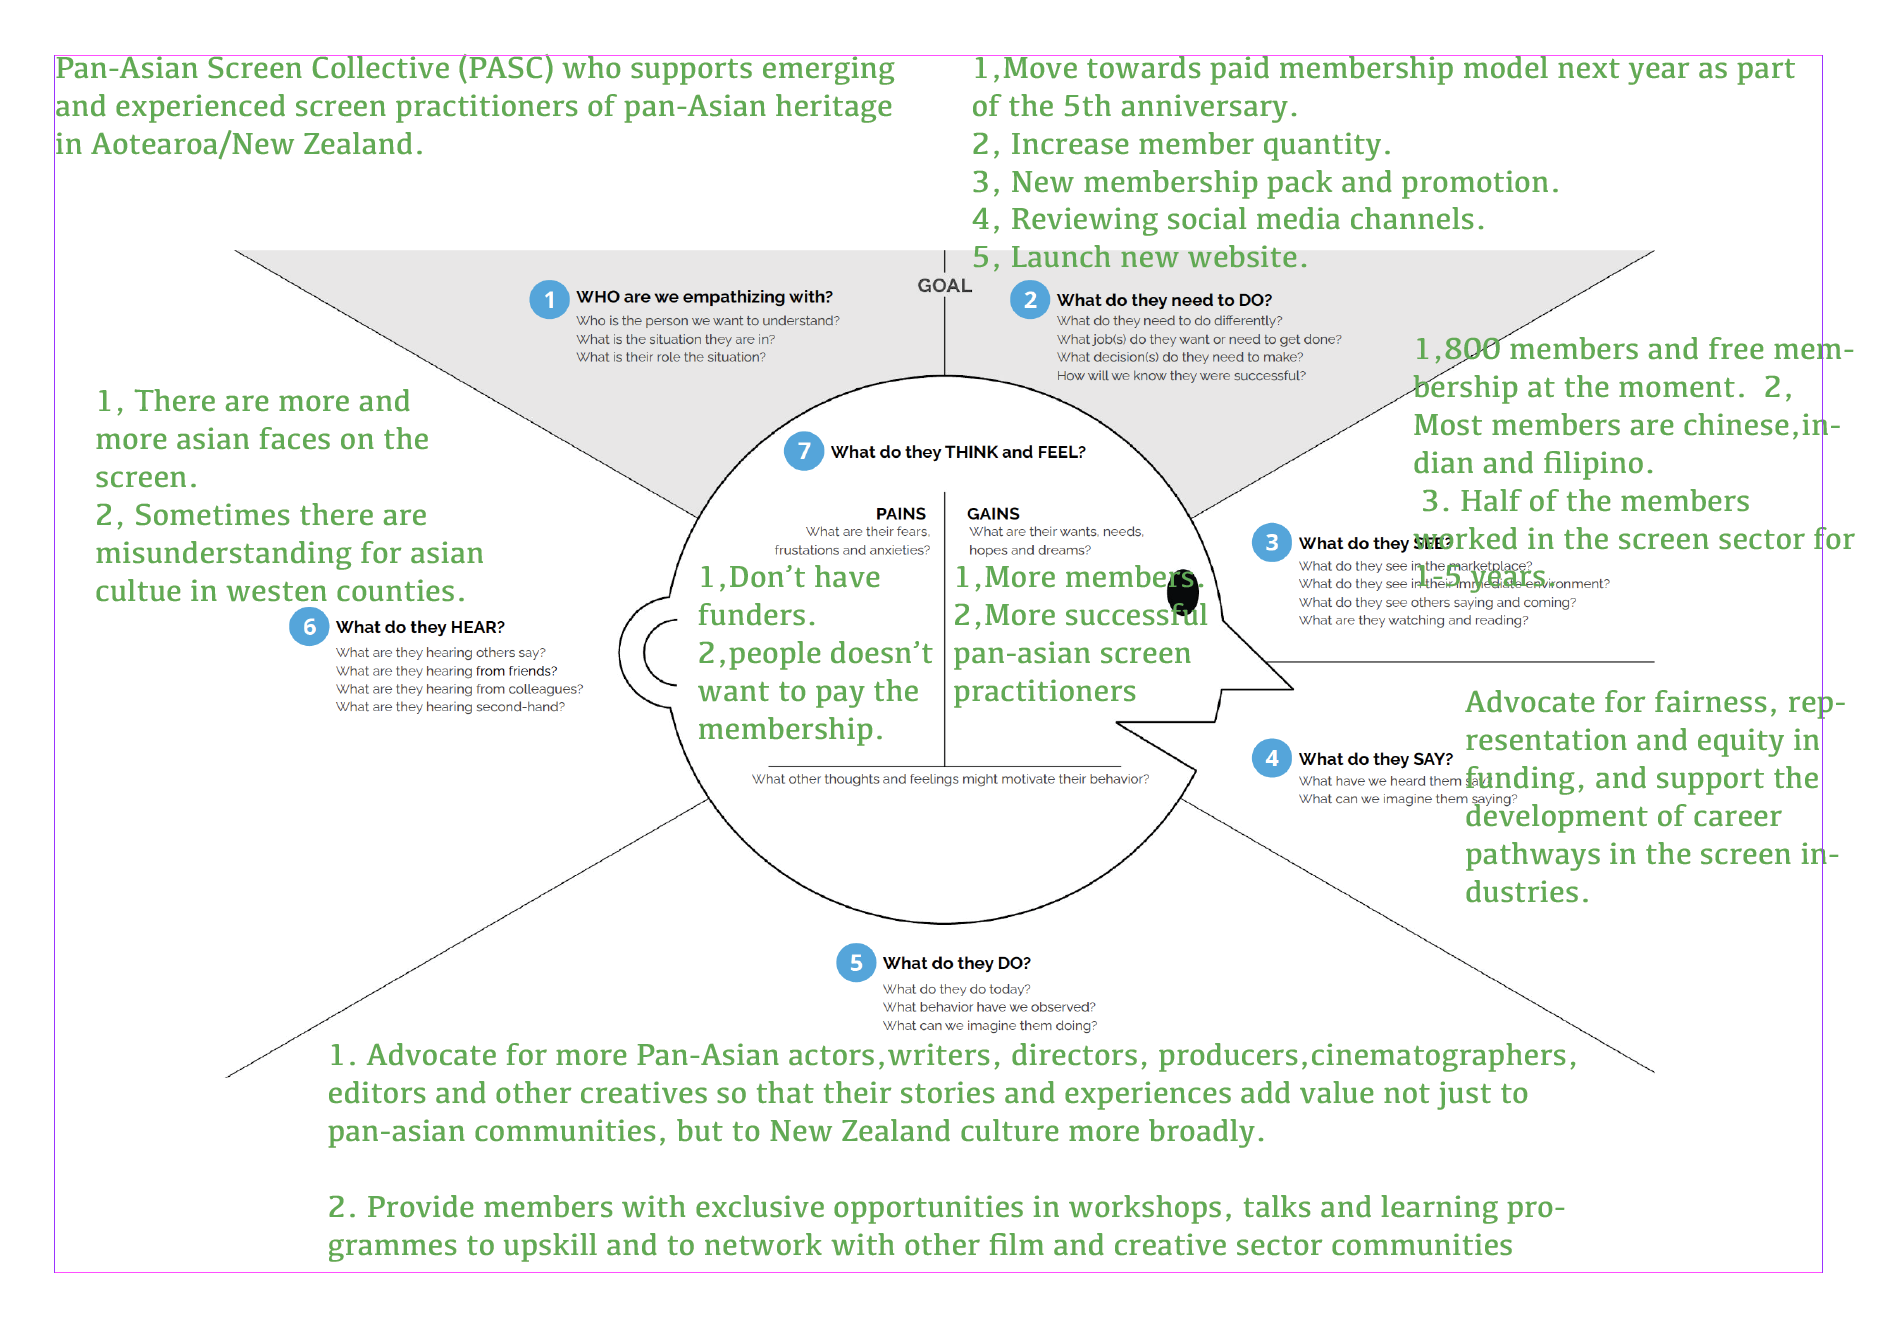 Pan-Asian Screen Collective (PASC) who supports emerging
and experienced screen practitioners of pan-Asian heritage
in Aotearoa/New Zealand.
1,Move towards paid membership model next year as part
of the 5th anniversary.
2, Increase member quantity.
3, New membership pack and promotion.
4, Reviewing social media channels.
5, Launch new website.
GOAL
1 WHO are we empathizing with?
Who is the person we want to understand?
What is the situation they are in?
What is their role the situation?
2 What do they need to DO?
What do they need to do differently?
What job(s) do they want or need to get done?
What decision(s) do they need to make?
How will we know they were successful?
1,800 members and free mem-
bership at the moment.  2,
Most members are chinese,in-
dian and filipino.
3. Half of the members
worked in the screen sector for
1-5 years.
3 What do they SEE?
What do they see in the marketplace?
What do they see in their immediate environment?
What do they see others saying and coming?
What are they watching and reading?
Advocate for fairness, rep-
resentation and equity in
funding, and support the
development of career
pathways in the screen in-
dustries.
4 What do they SAY?
What have we heard them say?
What can we imagine them saying?
5 What do they DO?
What do they do today?
What behavior have we observed?
What can we imagine them doing?
1. Advocate for more Pan-Asian actors,writers, directors, producers,cinematographers,
editors and other creatives so that their stories and experiences add value not just to
pan-asian communities, but to New Zealand culture more broadly.
2. Provide members with exclusive opportunities in workshops, talks and learning pro-
grammes to upskill and to network with other film and creative sector communities
1, There are more and
more asian faces on the
screen.
2, Sometimes there are
misunderstanding for asian
cultue in westen counties.
6 What do they HEAR?
What are they hearing others say?
What are they hearing from friends?
What are they hearing from colleagues?
What are they hearing second-hand?
7 What do they THINK and FEEL?
PAINS
What are their fears,
frustations and anxieties?
1,Don't have
funders.
2,people doesn't
want to pay the
membership.
GAINS
What are their wants, needs,
hopes and dreams?
1,More members.
2,More successful
pan-asian screen
practitioners
What other thoughts and feelings might motivate their behavior?